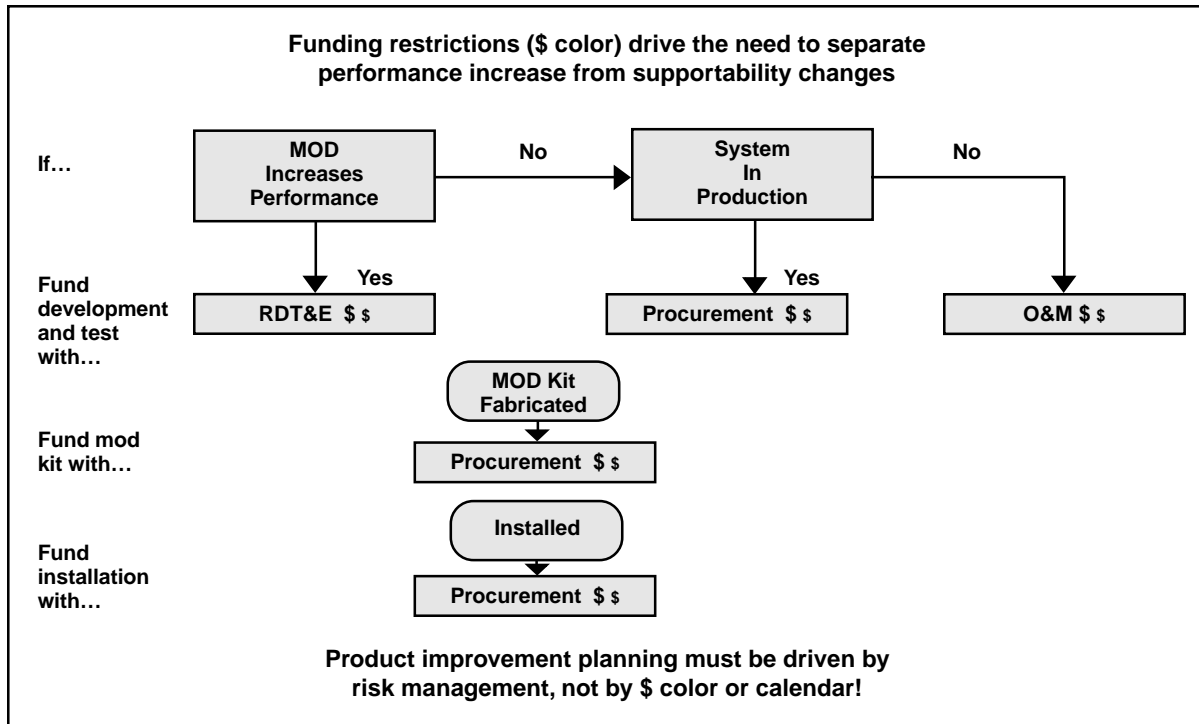 Funding restrictions ($ color) drive the need to separate
performance increase from supportability changes
If…
MOD
Increases
Performance
No
System
In
Production
No
Fund
development
and test
with…
Yes
RDT&E $ $
Yes
Procurement $ $
O&M $ $
MOD Kit
Fabricated
Fund mod
kit with…
Procurement $ $
Installed
Fund
installation
with…
Procurement $ $
Product improvement planning must be driven by
risk management, not by $ color or calendar!